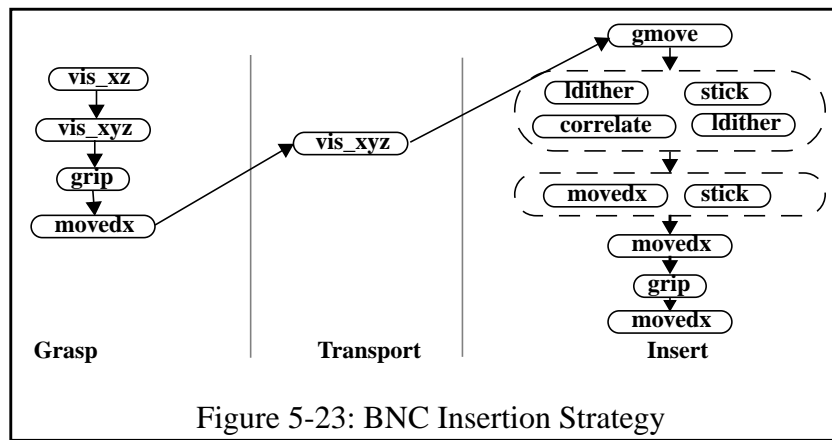 vis_xz
vis_xyz
grip
movedx
Grasp
vis_xyz
Transport
gmove
ldither
stick
correlate
ldither
movedx
stick
movedx
grip
movedx
Insert
Figure 5-23: BNC Insertion Strategy